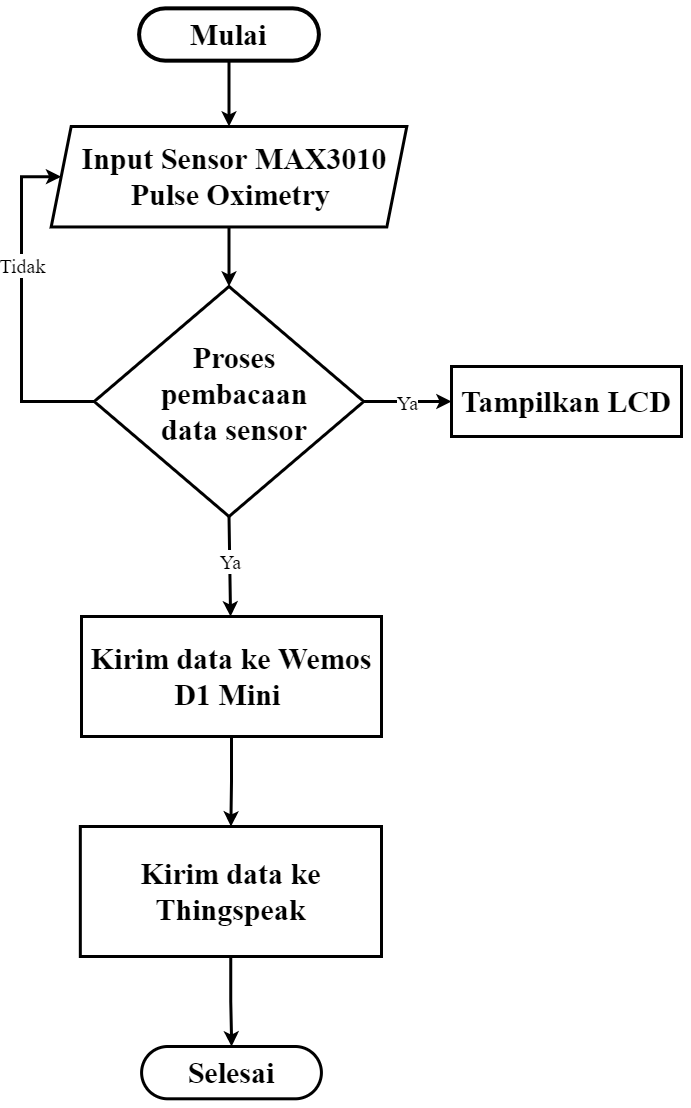 Mulai
Input Sensor MAX3010
Pulse Oximetry
Tidak
Proses
pembacaan
data sensor
Ya
Tampilkan LCD
Ya
Kirim data ke Wemos
D1 Mini
Kirim data ke
Thingspeak
Selesai